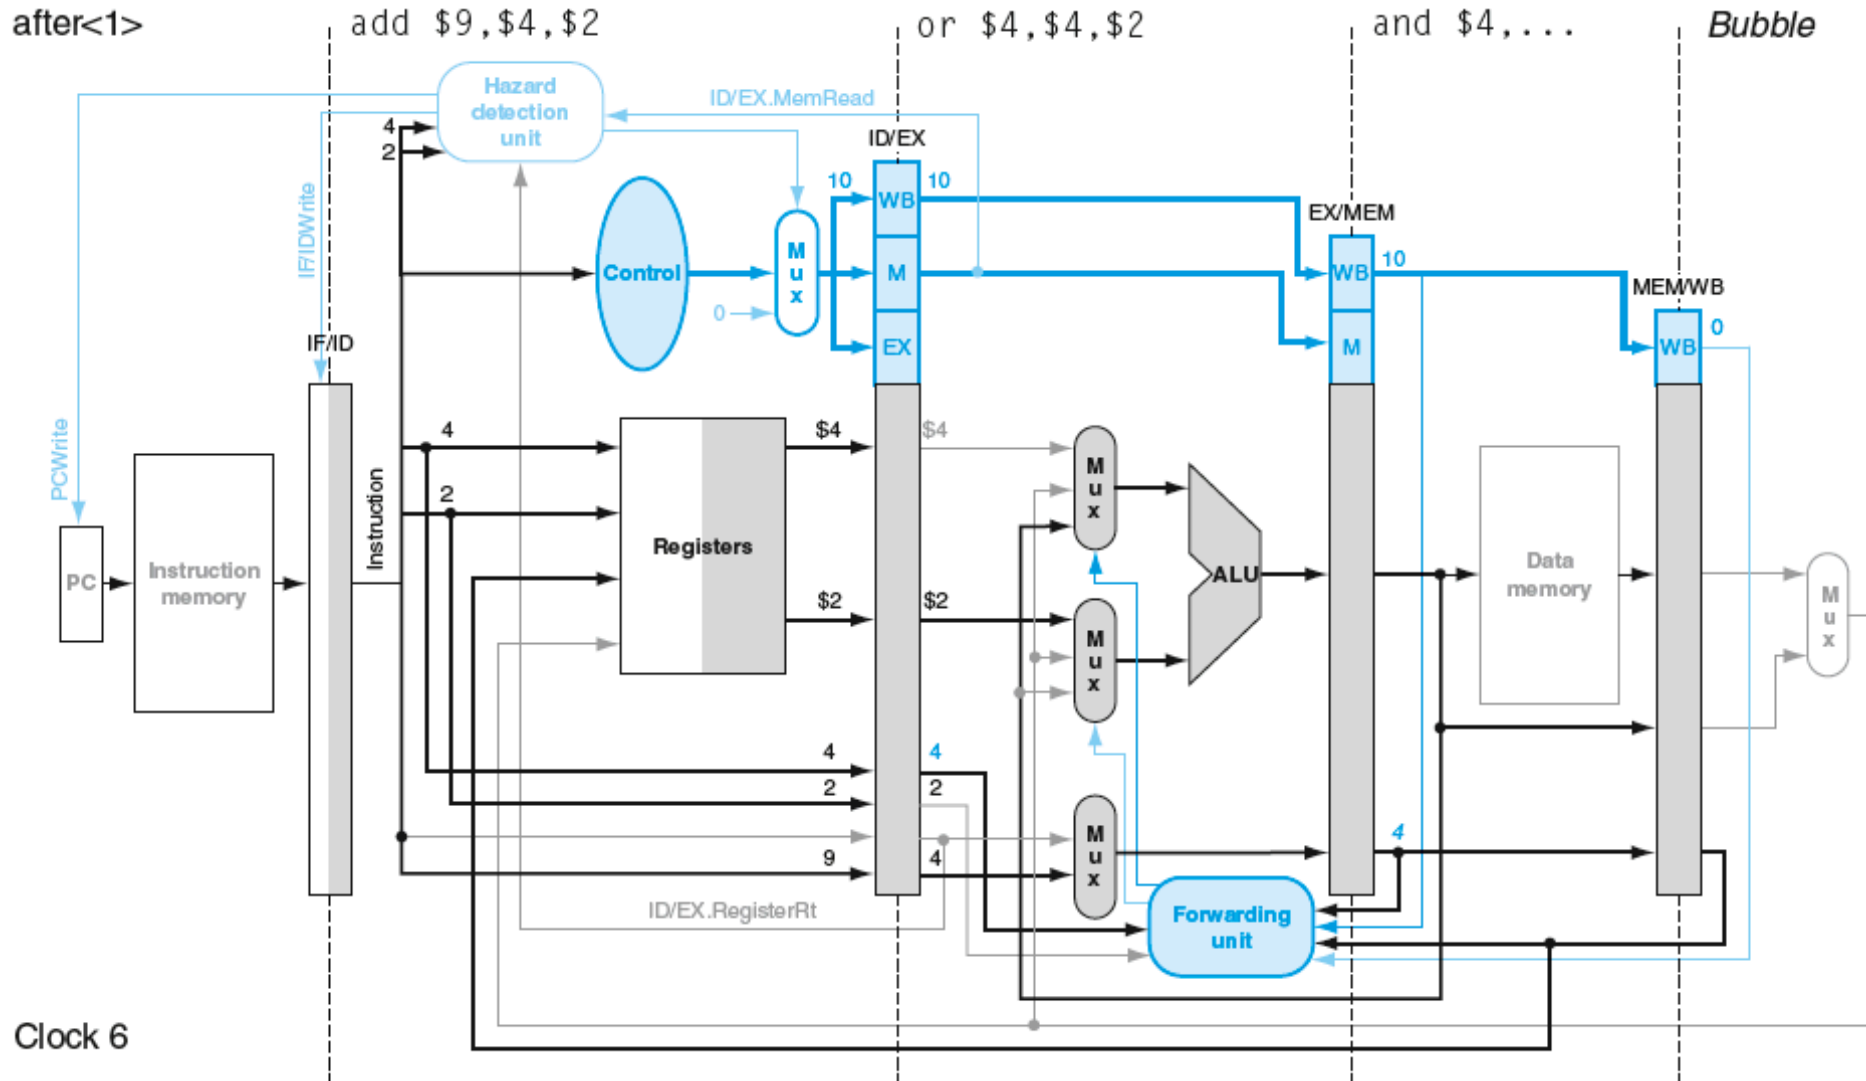 after<1>
add $9,$4,$2
or $4,$4,$2
and $4,...
Bubble
Hazard
detection
unit
ID/EX.MemRead
4
2
ID/EX
10
10
WB
IF/IDWrite
EX/MEM
Control
M
u
x
M
WB
10
MEM/WB
0
0
IF/ID
EX
M
WB
PCWrite
4
$4
$4
M
u
x
Instruction
2
Registers
PC
Instruction
memory
ALU
Data
memory
M
u
x
$2
$2
M
u
x
4
4
2
2
4
M
u
x
9
4
ID/EX.RegisterRt
Forwarding
unit
Clock 6